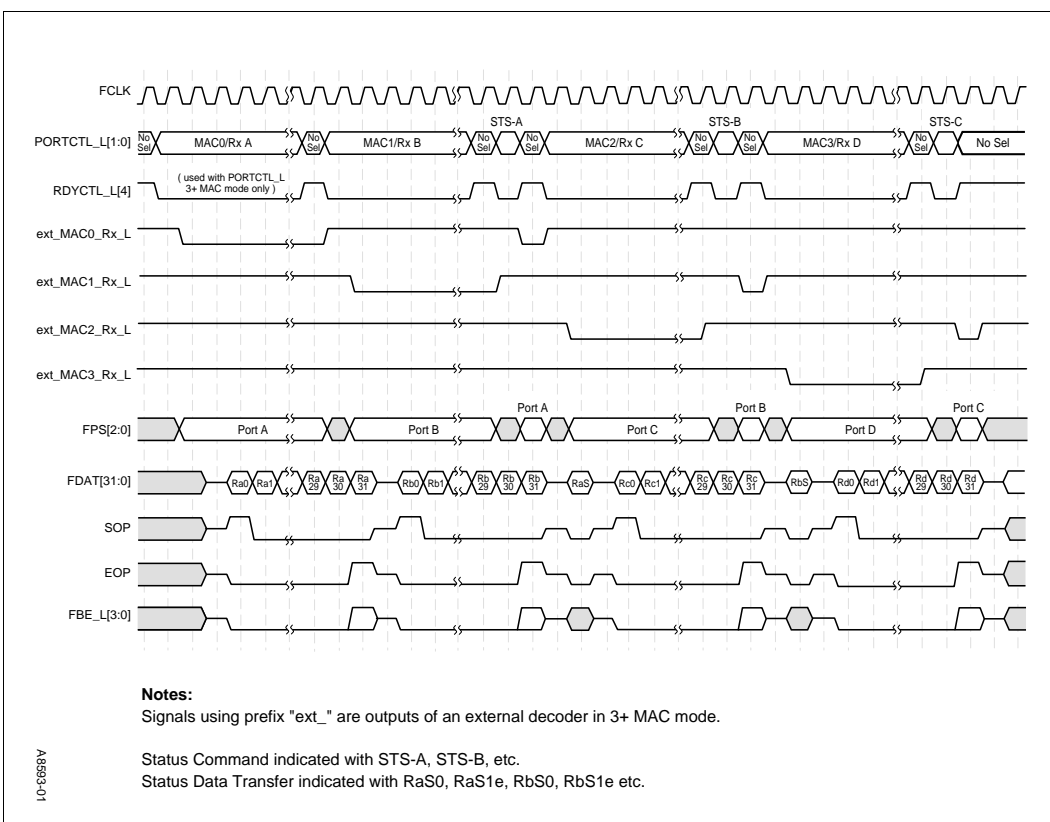 FCLK
STS-A STS-B STS-C
PORTCTL_L[1:0] No Sel MAC0/Rx A No Sel MAC1/Rx B No Sel No Sel MAC2/Rx C No Sel No Sel MAC3/Rx D No Sel No Sel
RDYCTL_L[4] ( used with PORTCTL_L 3+ MAC mode only )
ext_MAC0_Rx_L
ext_MAC1_Rx_L
ext_MAC2_Rx_L
ext_MAC3_Rx_L
Port A Port B Port C
FPS[2:0] Port A Port B Port C Port D
FDAT[31:0] Ra0 Ra1 Ra 29 Ra 30 Ra 31 Rb0 Rb1 Rb 29 Rb 30 Rb 31 RaS Rc0 Rc1 Rc 29 Rc 30 Rc 31 RbS Rd0 Rd1 Rd 29 Rd 30 Rd 31
SOP
EOP
FBE_L[3:0]
Notes:
Signals using prefix "ext_" are outputs of an external decoder in 3+ MAC mode.
Status Command indicated with STS-A, STS-B, etc.
Status Data Transfer indicated with RaS0, RaS1e, RbS0, RbS1e etc.
A8593-01